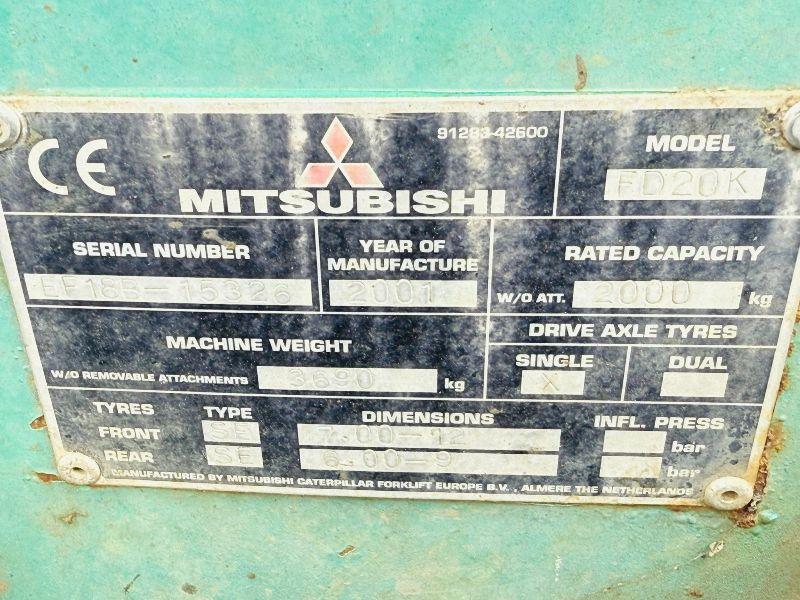 CE
MITSUBISHI
91283-42600
MODEL
FD20K
SERIAL NUMBER
EF18B-15326
YEAR OF
MANUFACTURE
2001
RATED CAPACITY
W/O ATT. 2000 kg
MACHINE WEIGHT
W/O REMOVABLE ATTACHMENTS 3690 kg
DRIVE AXLE TYRES
SINGLE DUAL
X
TYRES TYPE DIMENSIONS INFL. PRESS
FRONT SE 7.00-12 bar
REAR SE 6.00-9 bar
MANUFACTURED BY MITSUBISHI CATERPILLAR FORKLIFT EUROPE B.V., ALMERE THE NETHERLANDS